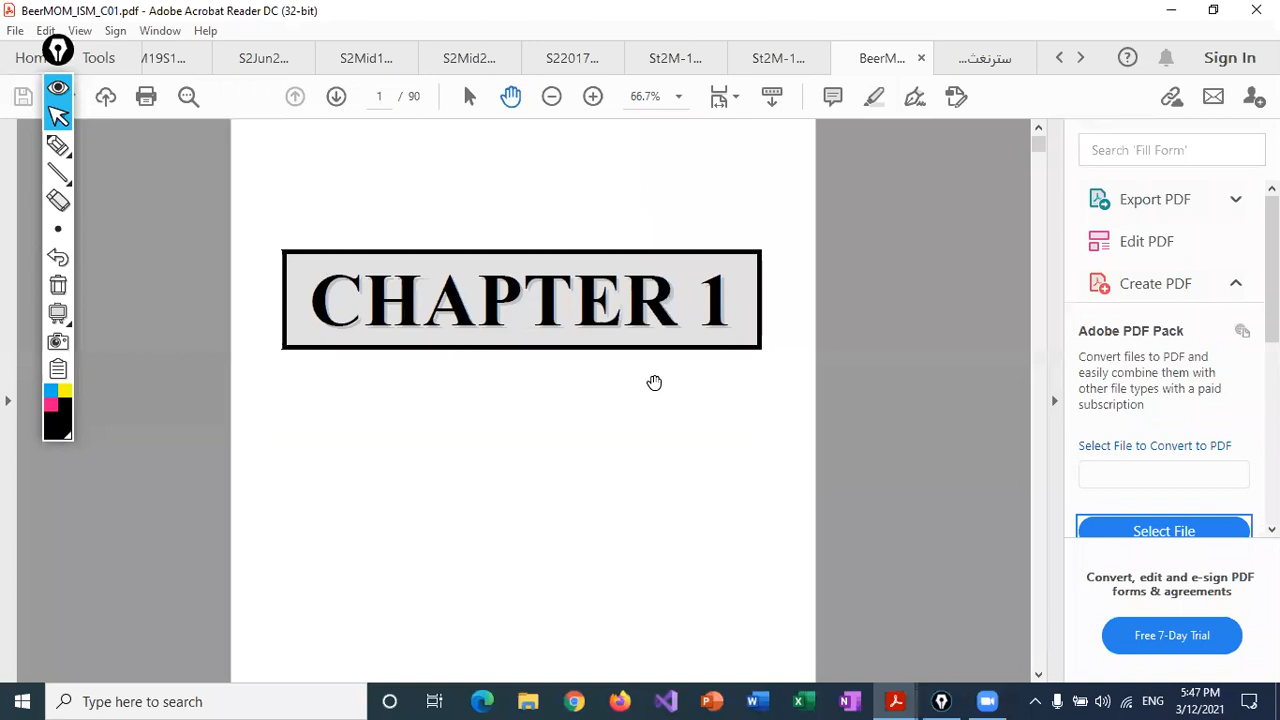 BeerMOM_ISM_C01.pdf - Adobe Acrobat Reader DC (32-bit)
File Edit View Sign Window Help
Tools M19S1... S2Jun2... S2Mid1... S2Mid2... S22017... St2M-1... St2M-1... BeerM... سترنغث... Sign In
1 / 90 66.7%
Search 'Fill Form'
Export PDF
Edit PDF
Create PDF
CHAPTER 1
Adobe PDF Pack
Convert files to PDF and
easily combine them with
other file types with a paid
subscription
Select File to Convert to PDF
Select File
Convert, edit and e-sign PDF
forms & agreements
Free 7-Day Trial
Type here to search
ENG
5:47 PM
3/12/2021